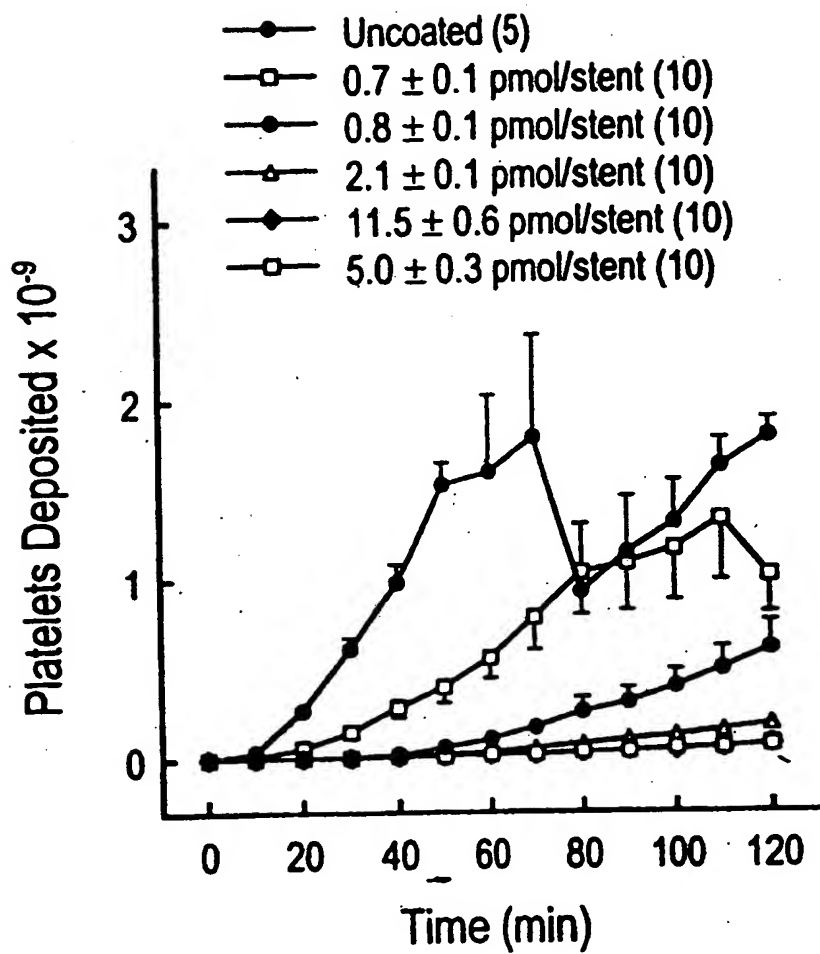 Uncoated (5)
0.7 ± 0.1 pmol/stent (10)
0.8 ± 0.1 pmol/stent (10)
2.1 ± 0.1 pmol/stent (10)
11.5 ± 0.6 pmol/stent (10)
5.0 ± 0.3 pmol/stent (10)
3
2
1
0
Platelets Deposited x 10⁻⁹
0 20 40 60 80 100 120
Time (min)